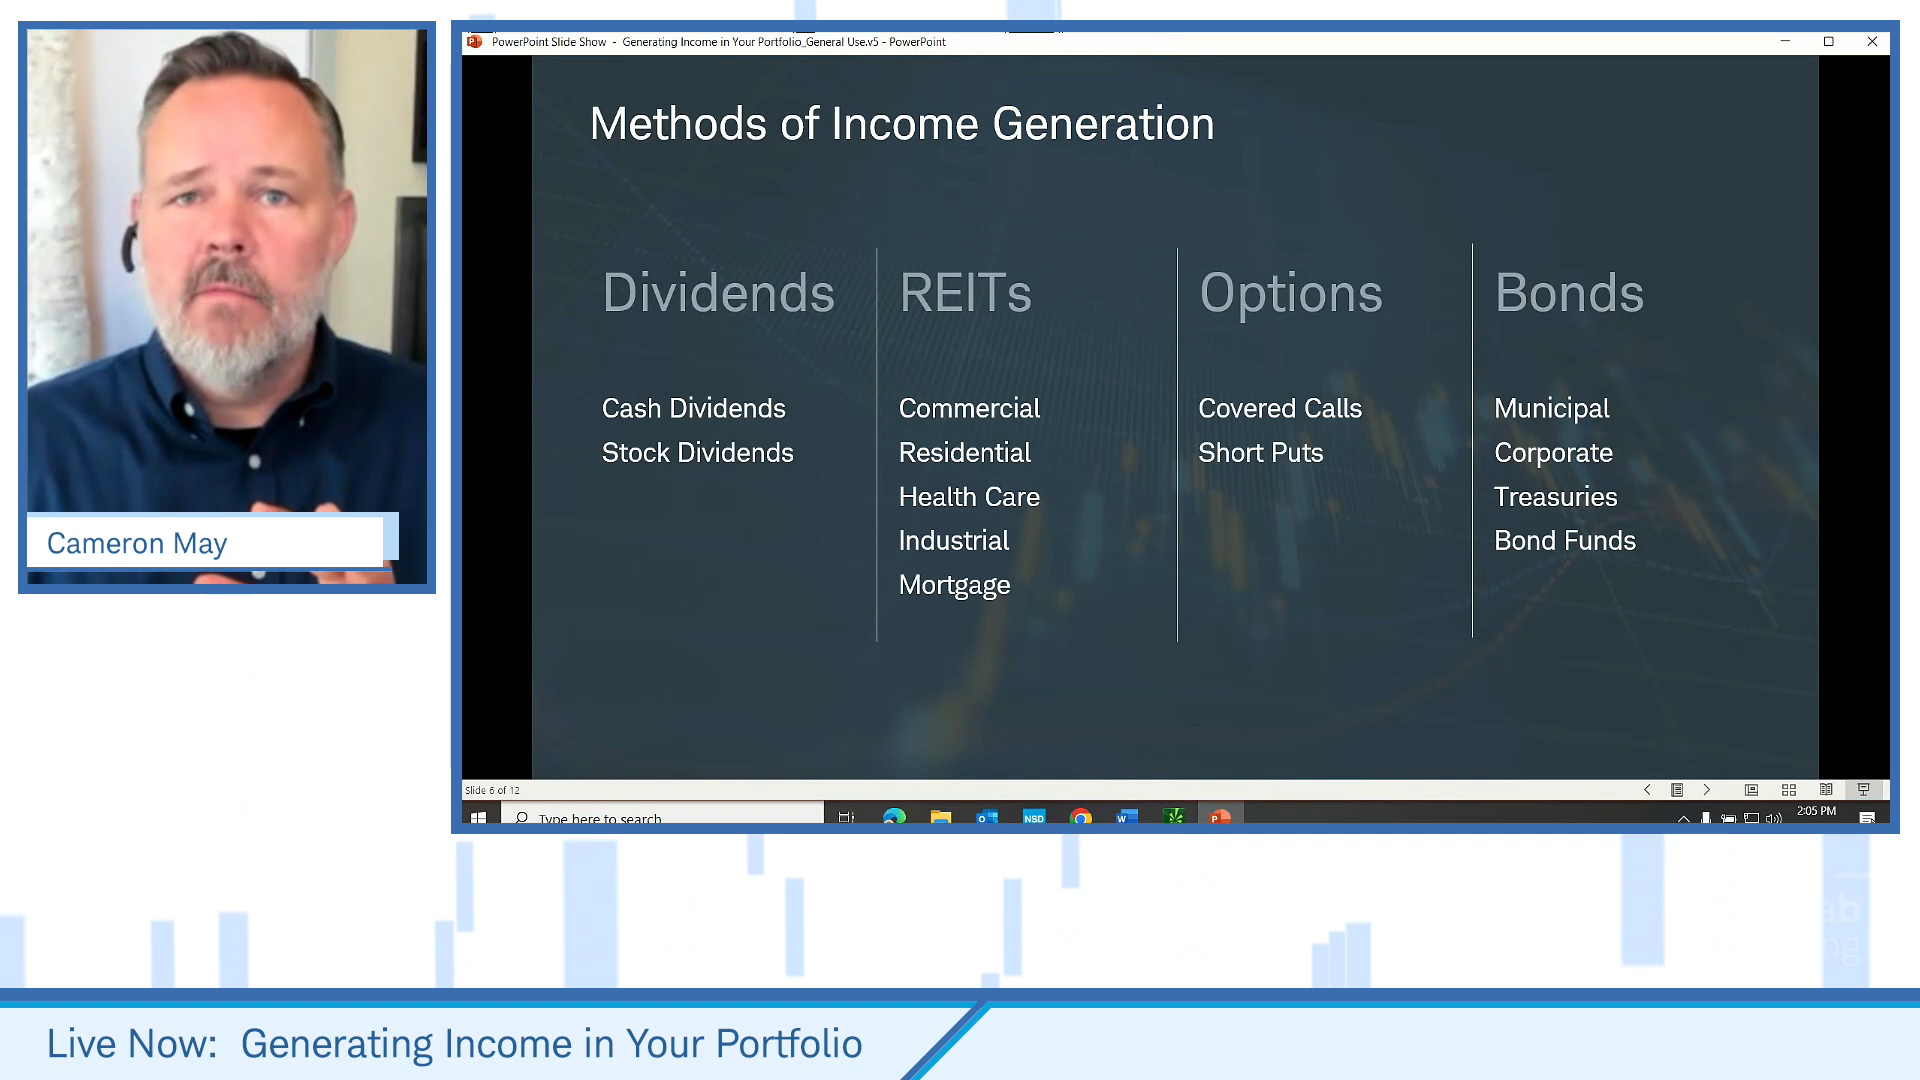 PowerPoint Slide Show - Generating Income in Your Portfolio_General Use.v5 - PowerPoint
Methods of Income Generation
Dividends
Cash Dividends
Stock Dividends
REITs
Commercial
Residential
Health Care
Industrial
Mortgage
Options
Covered Calls
Short Puts
Bonds
Municipal
Corporate
Treasuries
Bond Funds
Cameron May
Slide 6 of 12
Type here to search
NSD
2:05 PM
Live Now: Generating Income in Your Portfolio